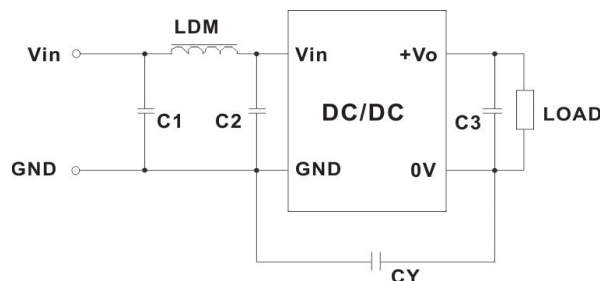 LDM
Vin
Vin
+Vo
C1
C2
DC/DC
C3
LOAD
GND
GND
0V
CY